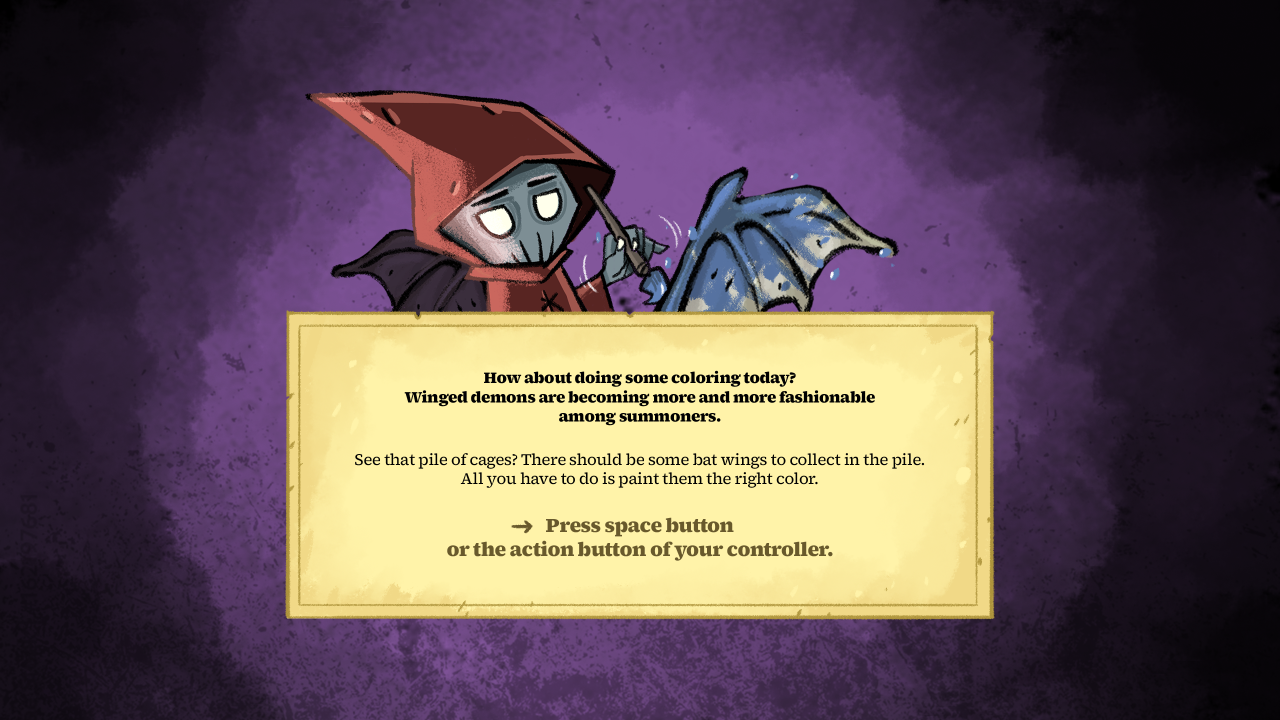 How about doing some coloring today?
Winged demons are becoming more and more fashionable
among summoners.
See that pile of cages? There should be some bat wings to collect in the pile.
All you have to do is paint them the right color.
→ Press space button
or the action button of your controller.